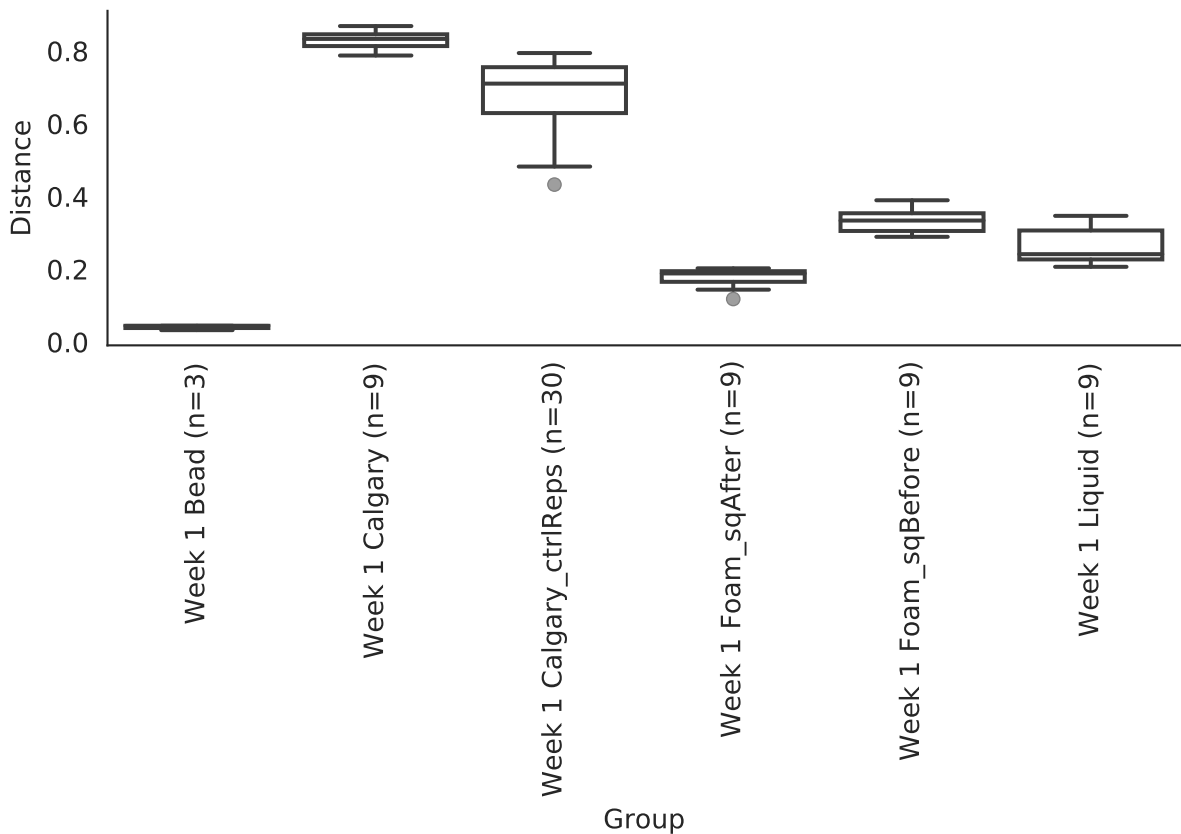 Distance
0.8
0.6
0.4
0.2
0.0
Week 1 Bead (n=3)
Week 1 Calgary (n=9)
Week 1 Calgary_ctrlReps (n=30)
Week 1 Foam_sqAfter (n=9)
Week 1 Foam_sqBefore (n=9)
Week 1 Liquid (n=9)
Group